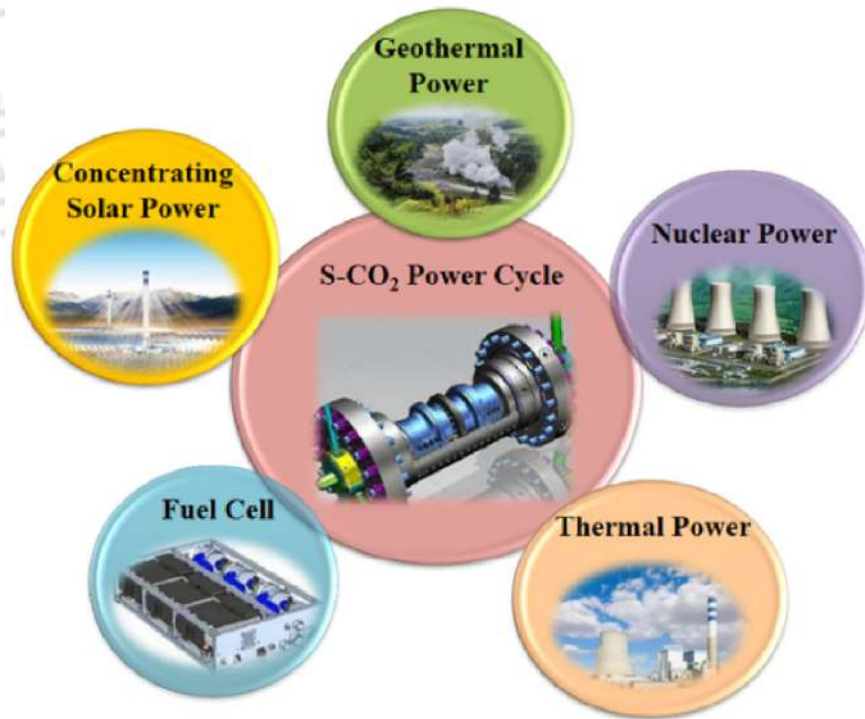 Geothermal
Power
Concentrating
Solar Power
Nuclear Power
S-CO₂ Power Cycle
Fuel Cell
Thermal Power